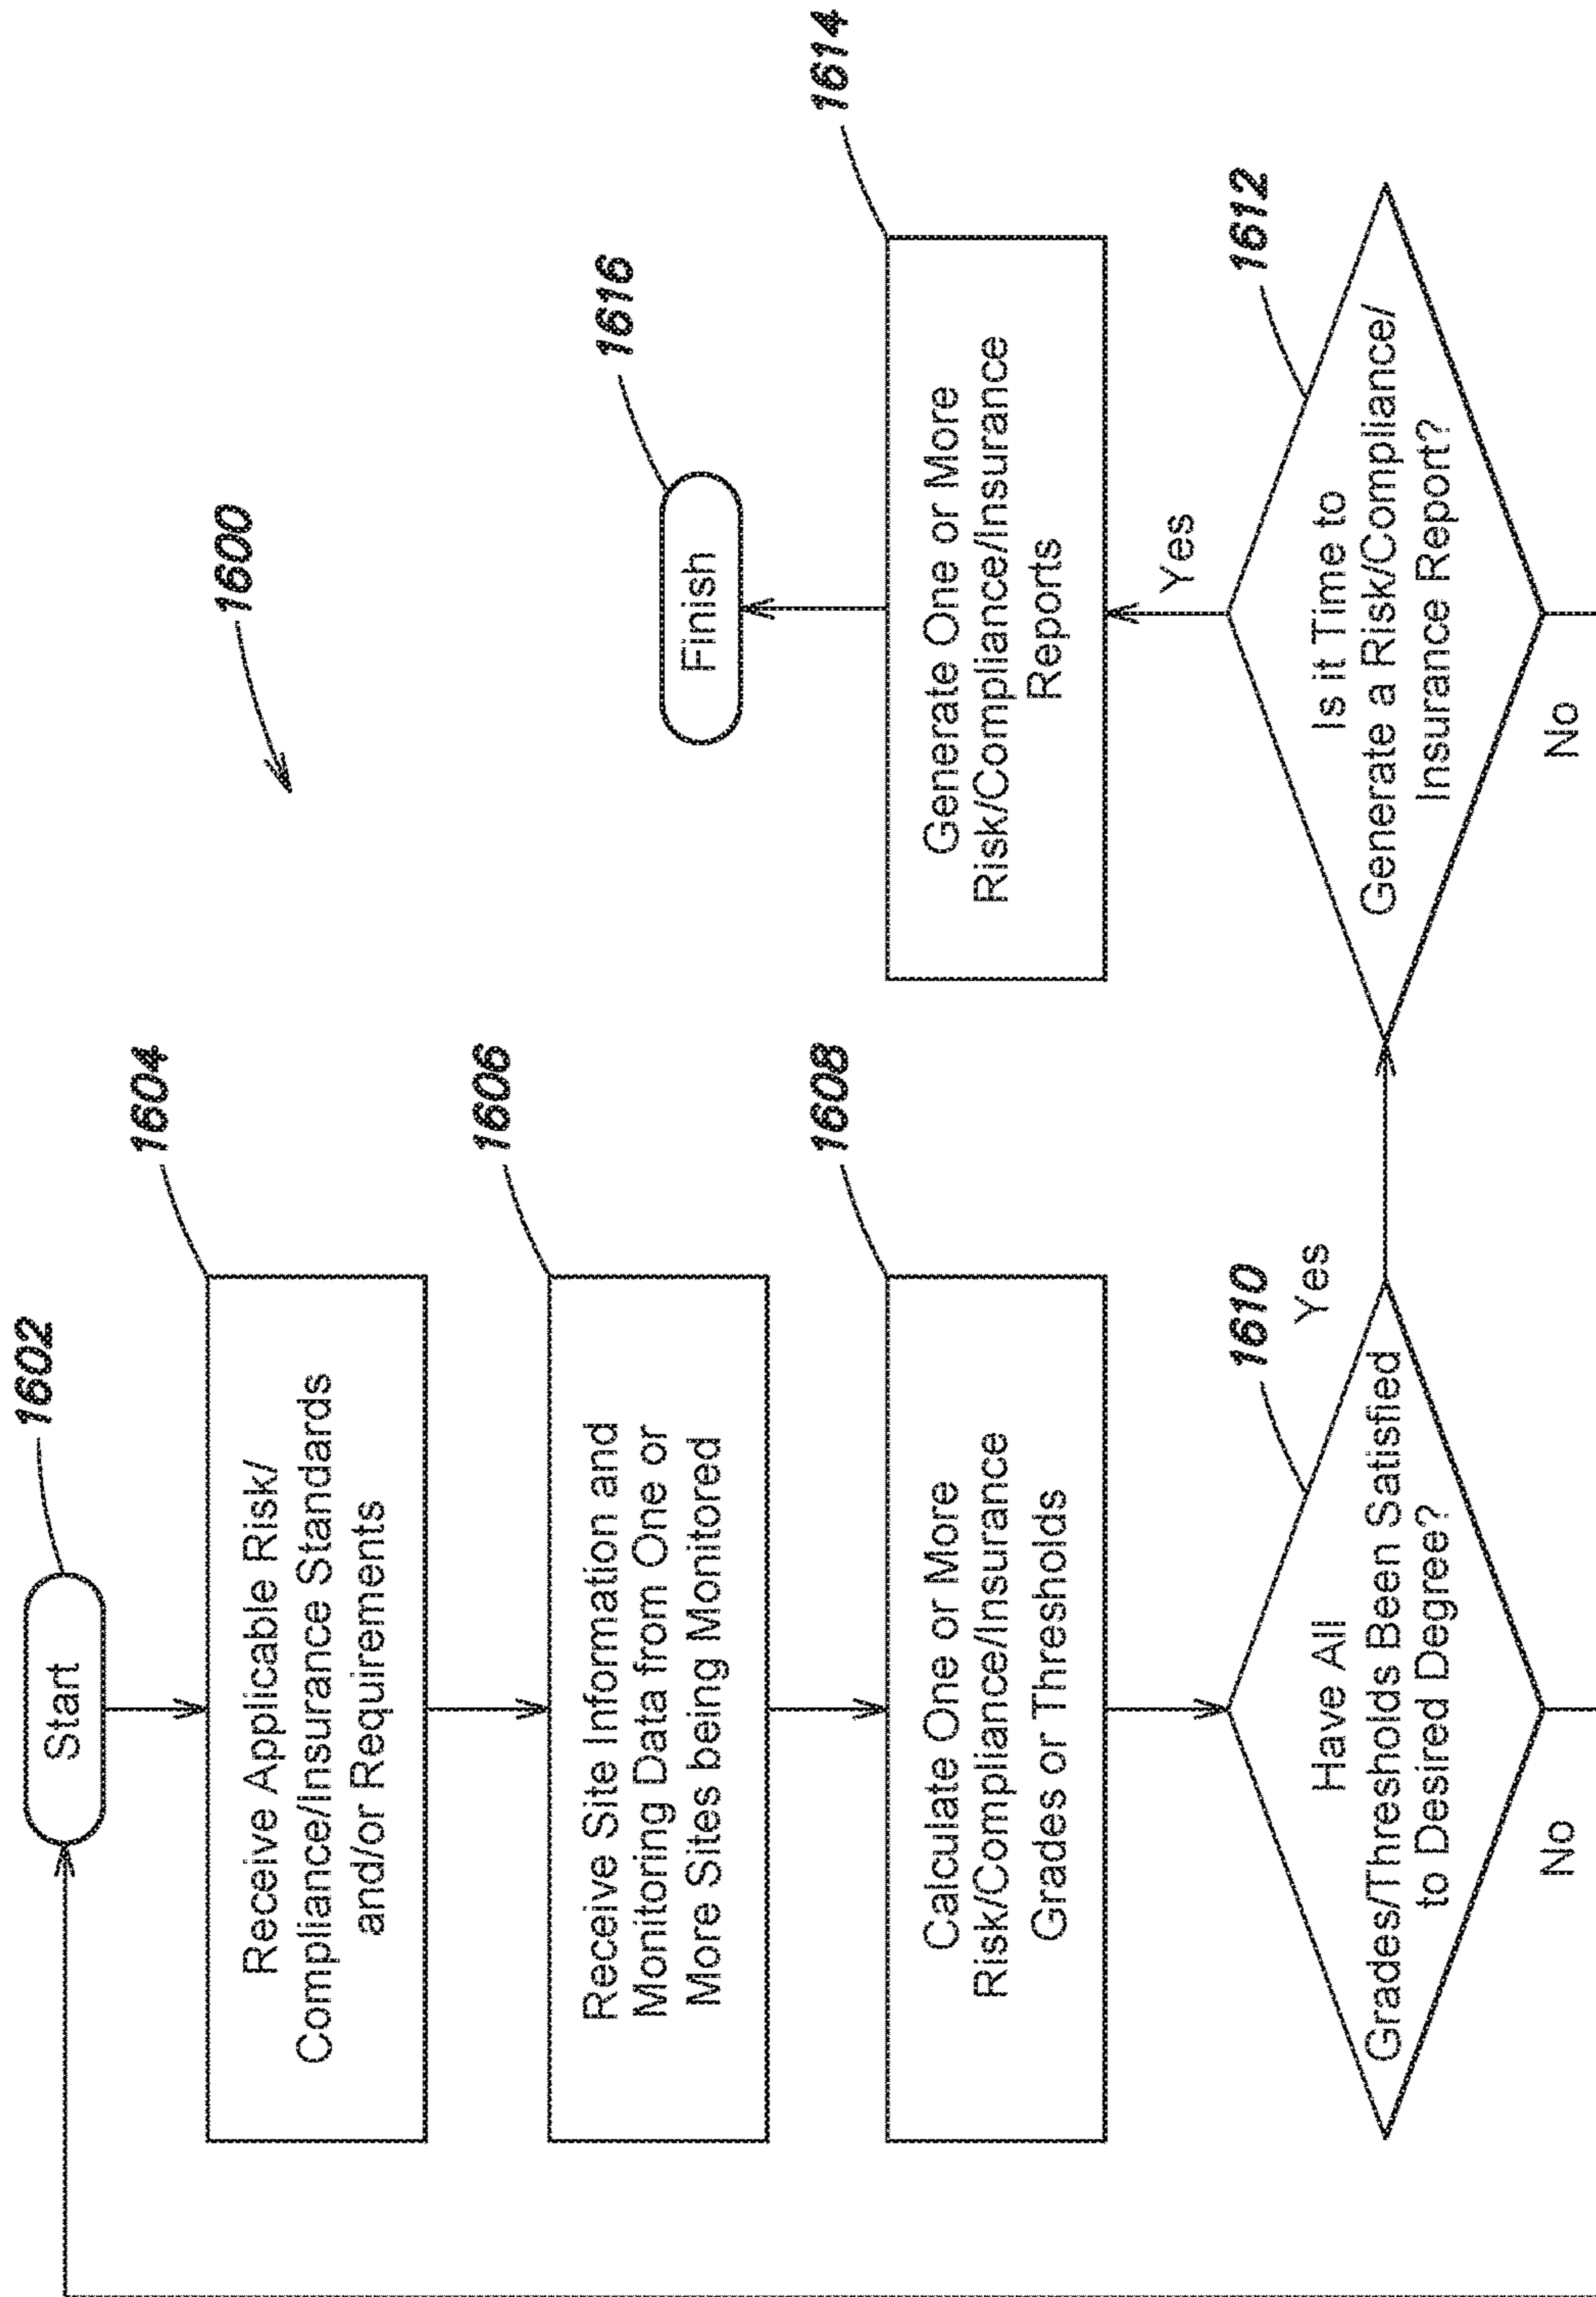 1600
Start
1602
Receive Applicable Risk/
Compliance/Insurance Standards
and/or Requirements
1604
Receive Site Information and
Monitoring Data from One or
More Sites being Monitored
1606
Calculate One or More
Risk/Compliance/Insurance
Grades or Thresholds
1608
Have All
Grades/Thresholds Been Satisfied
to Desired Degree?
1610
Yes
No
Is it Time to
Generate a Risk/Compliance/
Insurance Report?
1612
Yes
No
Generate One or More
Risk/Compliance/Insurance
Reports
1614
Finish
1616